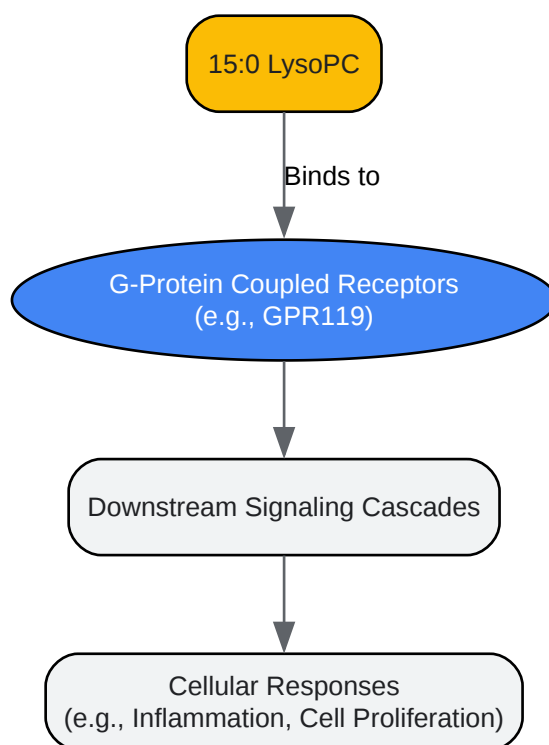 15:0 LysoPC
Binds to
G-Protein Coupled Receptors
(e.g., GPR119)
Downstream Signaling Cascades
Cellular Responses
(e.g., Inflammation, Cell Proliferation)